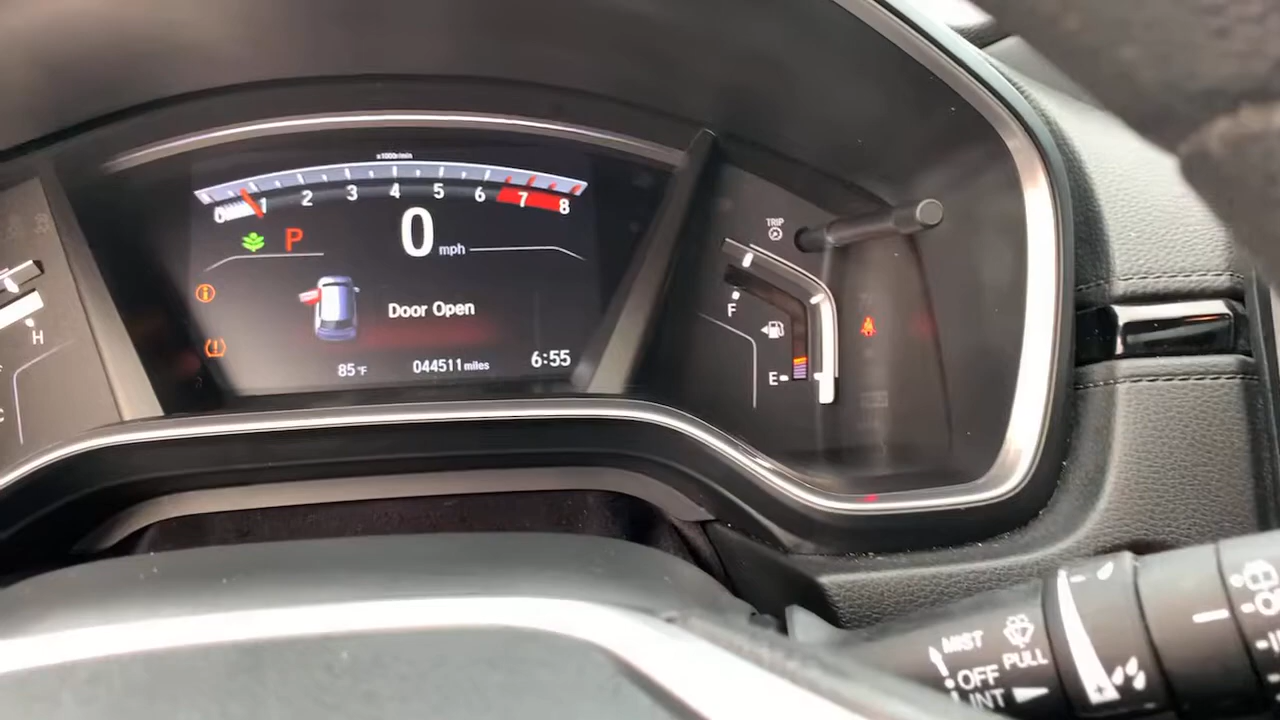 x1000r/min
0 1 2 3 4 5 6 7 8
P
0 mph
Door Open
85°F
044511 miles
6:55
H
C
TRIP
F
E
MIST
PULL
OFF
INT